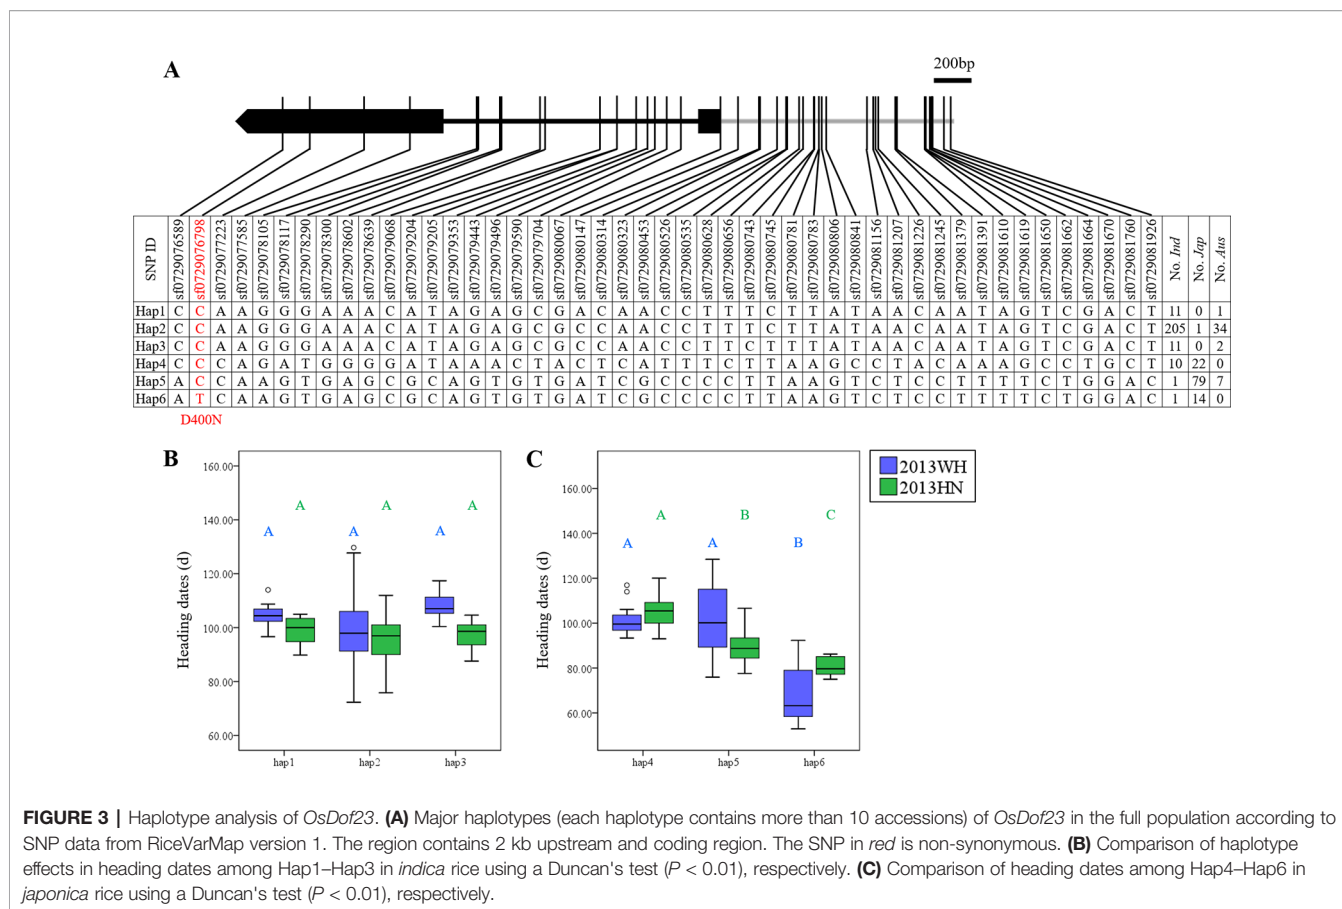 A
200bp
SNP ID sf0729076589 sf0729076798 sf0729077223 sf0729077585 sf0729078105 sf0729078117 sf0729078290 sf0729078300 sf0729078602 sf0729078639 sf0729079068 sf0729079204 sf0729079205 sf0729079353 sf0729079443 sf0729079496 sf0729079590 sf0729079704 sf0729080067 sf0729080147 sf0729080314 sf0729080323 sf0729080453 sf0729080526 sf0729080535 sf0729080628 sf0729080656 sf0729080743 sf0729080745 sf0729080781 sf0729080783 sf0729080806 sf0729080841 sf0729081156 sf0729081207 sf0729081226 sf0729081245 sf0729081379 sf0729081391 sf0729081610 sf0729081619 sf0729081650 sf0729081662 sf0729081664 sf0729081670 sf0729081760 sf0729081926 No. Ind No. Jap No. Aus
Hap1 C C A A G G G A A A C A T A G A G C G A C A A C C T T T C T T A T A A C A A T A G T C G A C T 11 0 1
Hap2 C C A A G G G A A A C A T A G A G C G C C A A C C T T T C T T A T A A C A A T A G T C G A C T 205 1 34
Hap3 C C A A G G G A A A C A T A G A G C G C C A A C C T T C T T T A T A A C A A T A G T C G A C T 11 0 2
Hap4 C C C A G A T G G G G A T A A A C T A C T C A T T T C T T A A G C C T A C A A A G C C T G C T 10 22 0
Hap5 A C C A A G T G A G C G C A G T G T G A T C G C C C C T T A A G T C T C C T T T T C T G G A C 1 79 7
Hap6 A T C A A G T G A G C G C A G T G T G A T C G C C C C T T A A G T C T C C T T T T C T G G A C 1 14 0
D400N
B
160.00
140.00
120.00
100.00
80.00
60.00
Heading dates (d)
A A A A A A
hap1 hap2 hap3
C
160.00
140.00
120.00
100.00
80.00
60.00
Heading dates (d)
A A A B B C
hap4 hap5 hap6
2013WH
2013HN
FIGURE 3 | Haplotype analysis of OsDof23. (A) Major haplotypes (each haplotype contains more than 10 accessions) of OsDof23 in the full population according to
SNP data from RiceVarMap version 1. The region contains 2 kb upstream and coding region. The SNP in red is non-synonymous. (B) Comparison of haplotype
effects in heading dates among Hap1–Hap3 in indica rice using a Duncan's test (P < 0.01), respectively. (C) Comparison of heading dates among Hap4–Hap6 in
japonica rice using a Duncan's test (P < 0.01), respectively.